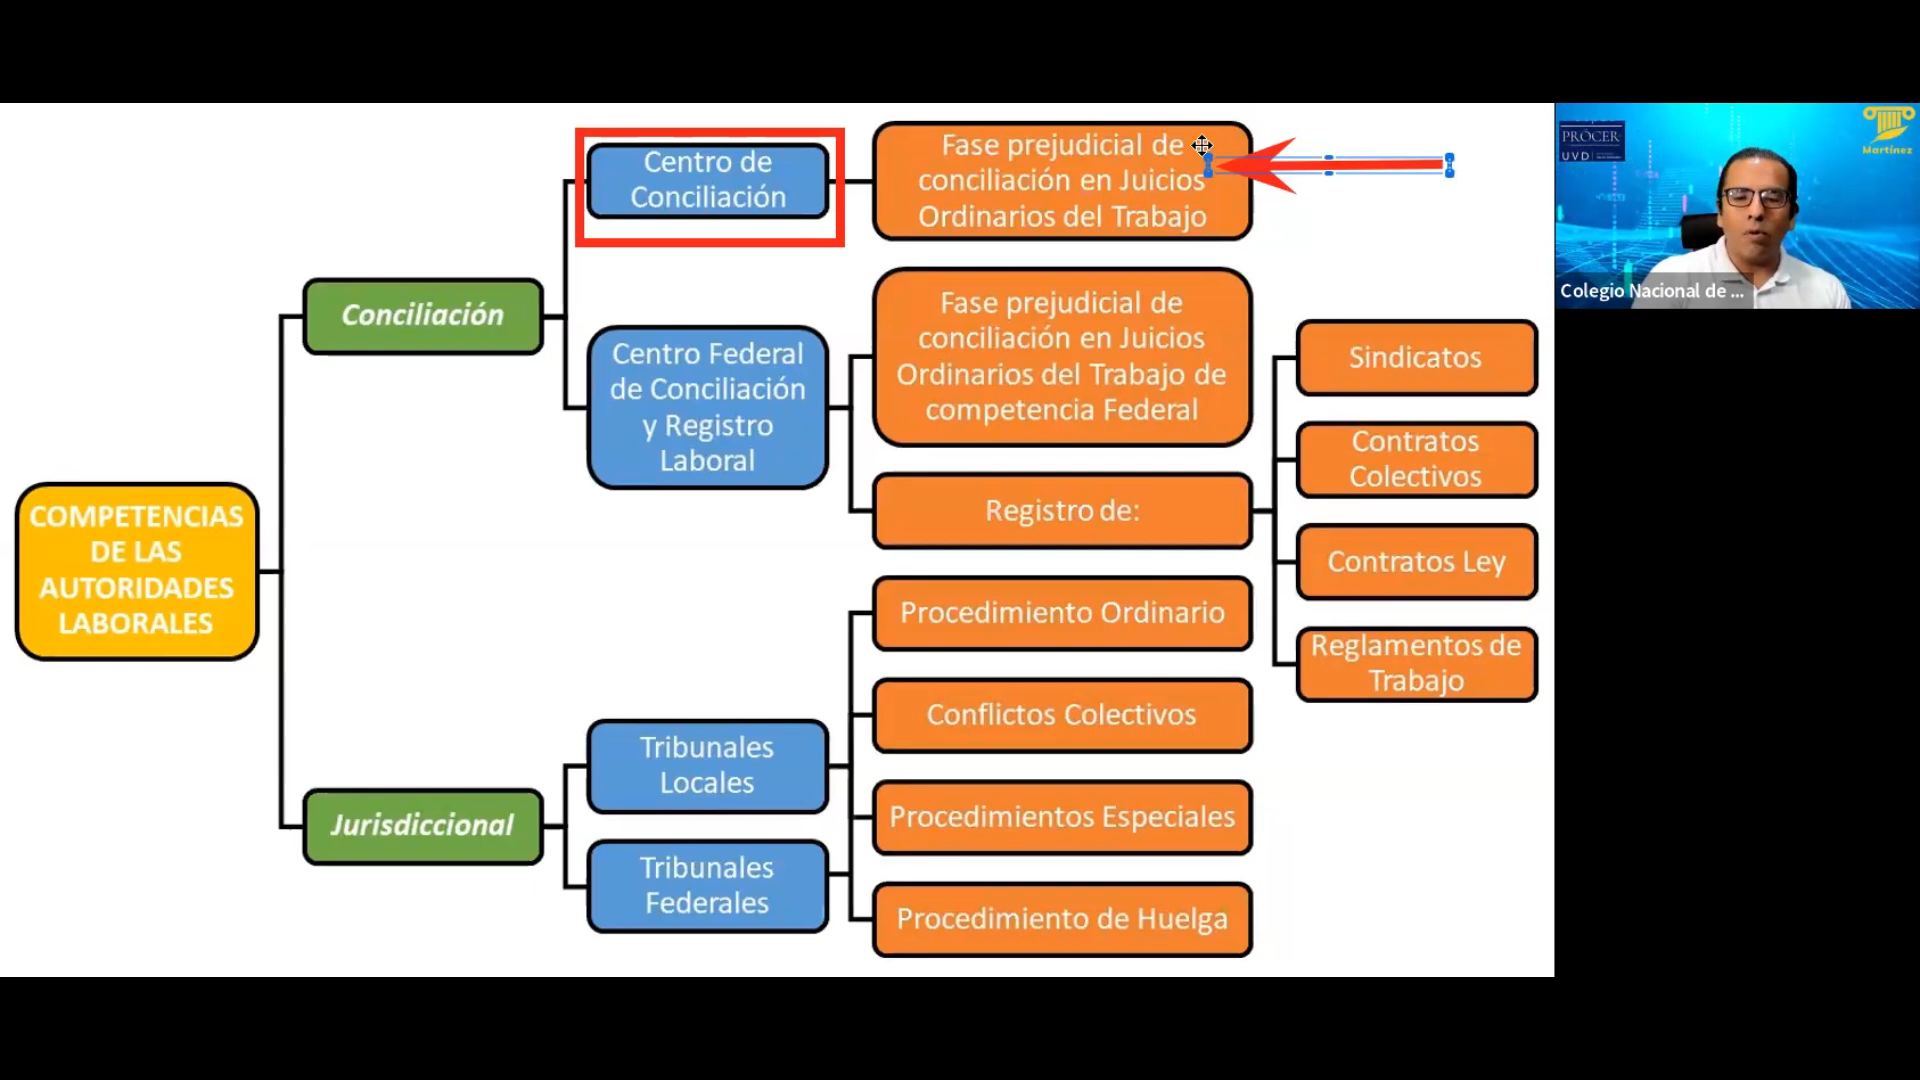 COMPETENCIAS
DE LAS
AUTORIDADES
LABORALES
Conciliación
Jurisdiccional
Centro de
Conciliación
Centro Federal
de Conciliación
y Registro
Laboral
Tribunales
Locales
Tribunales
Federales
Fase prejudicial de
conciliación en Juicios
Ordinarios del Trabajo
Fase prejudicial de
conciliación en Juicios
Ordinarios del Trabajo de
competencia Federal
Registro de:
Procedimiento Ordinario
Conflictos Colectivos
Procedimientos Especiales
Procedimiento de Huelga
Sindicatos
Contratos
Colectivos
Contratos Ley
Reglamentos de
Trabajo
PRÓCER
UVD
Martínez
Colegio Nacional de ...